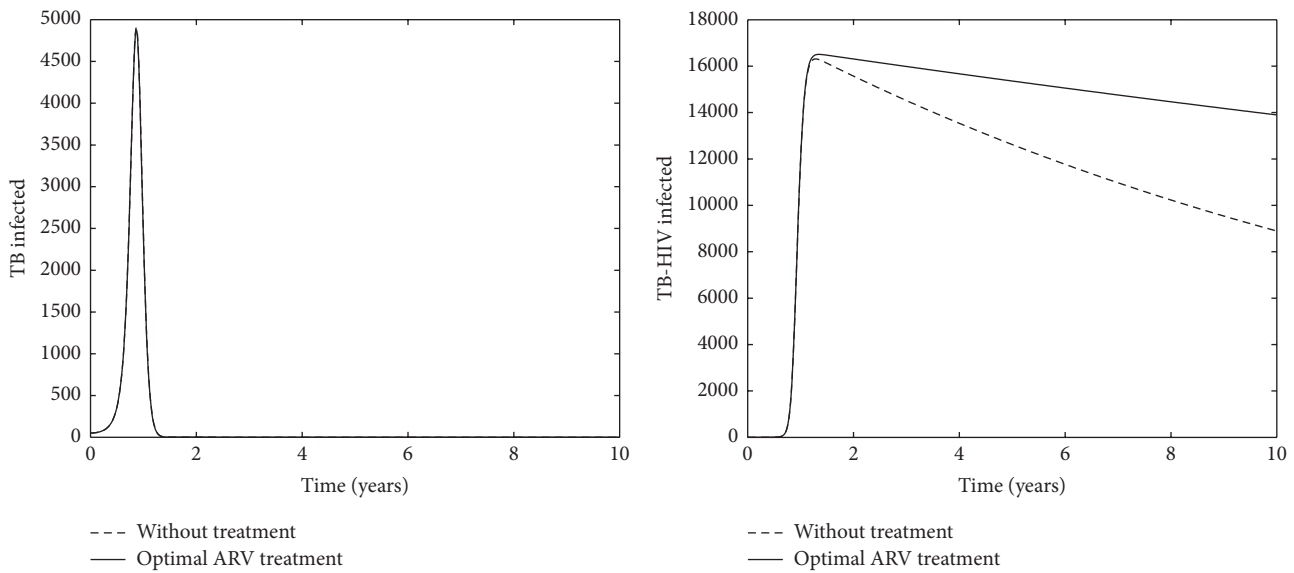 5000
4500
4000
3500
3000
2500
2000
1500
1000
500
0
TB infected
0 2 4 6 8 10
Time (years)
Without treatment
Optimal ARV treatment
18000
16000
14000
12000
10000
8000
6000
4000
2000
0
TB-HIV infected
0 2 4 6 8 10
Time (years)
Without treatment
Optimal ARV treatment